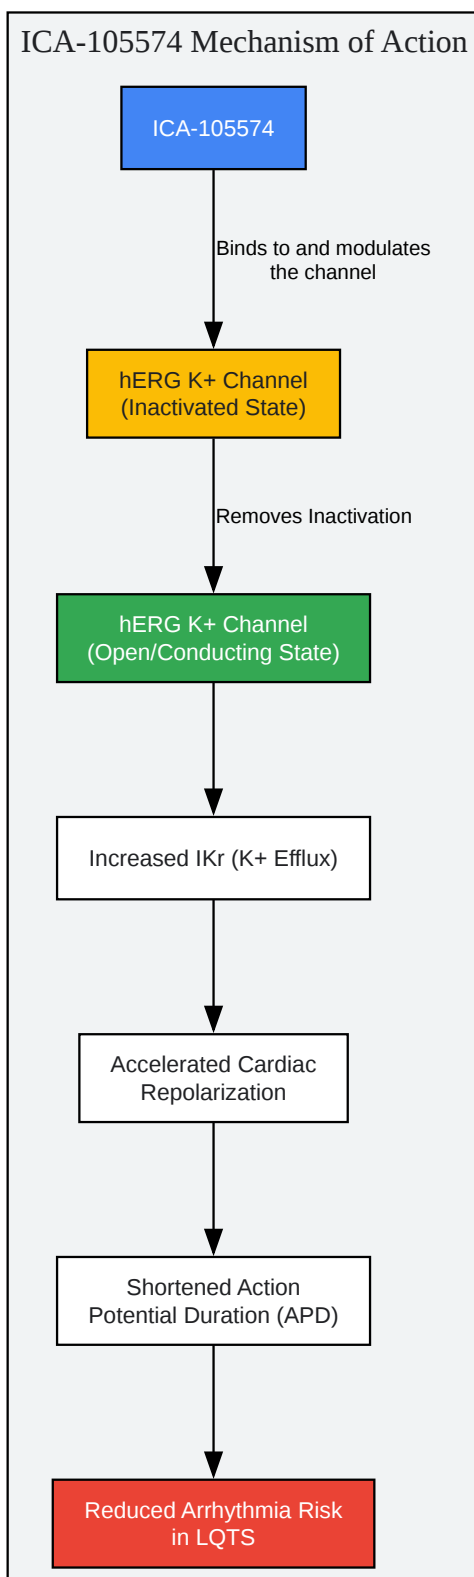 ICA-105574 Mechanism of Action
ICA-105574
Binds to and modulates
the channel
hERG K+ Channel
(Inactivated State)
Removes Inactivation
hERG K+ Channel
(Open/Conducting State)
Increased IKr (K+ Efflux)
Accelerated Cardiac
Repolarization
Shortened Action
Potential Duration (APD)
Reduced Arrhythmia Risk
in LQTS